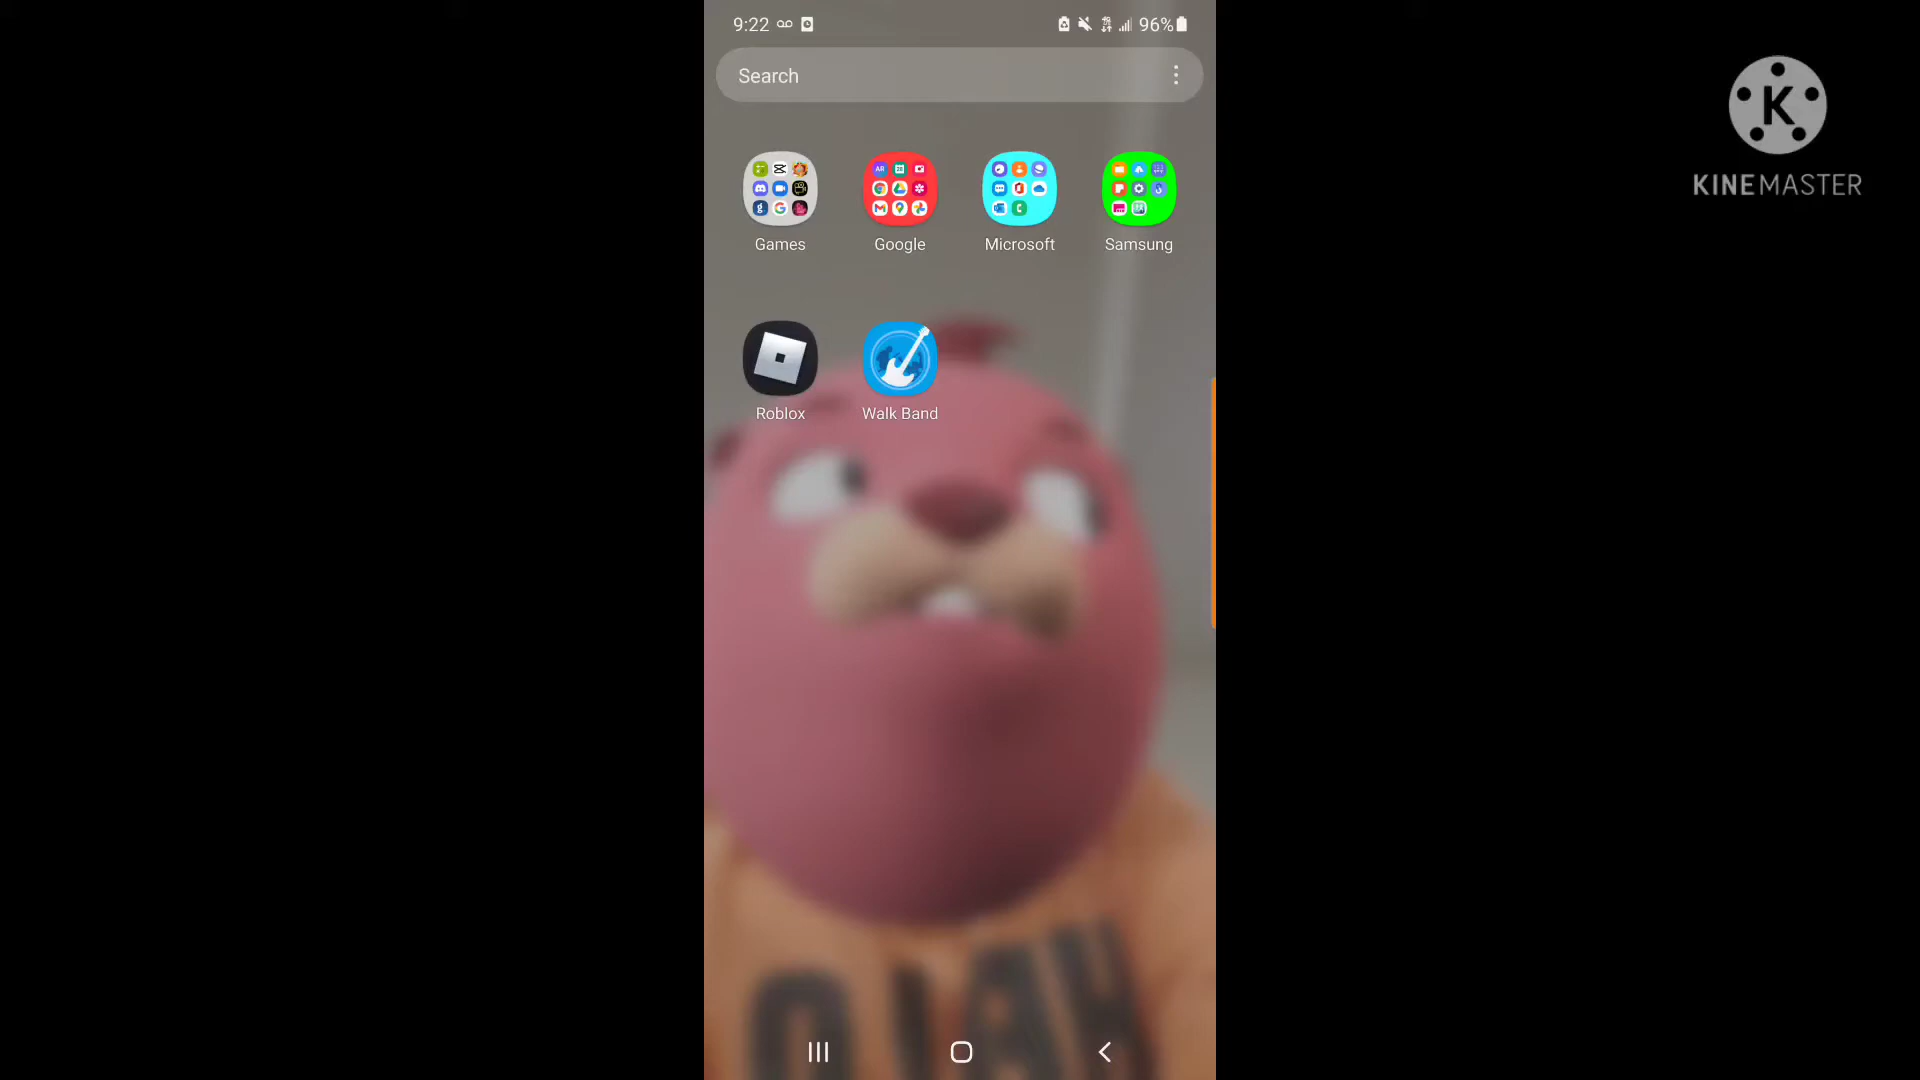 9:22
96%
Search
KINEMASTER
Games
Google
Microsoft
Samsung
Roblox
Walk Band